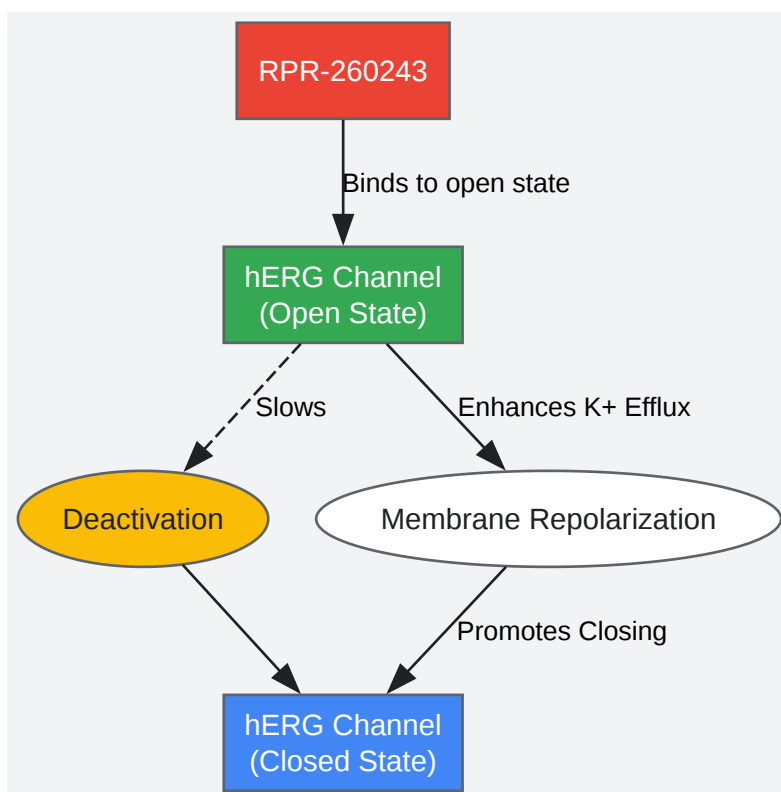 RPR-260243
Binds to open state
hERG Channel
(Open State)
Slows
Enhances K+ Efflux
Deactivation
Membrane Repolarization
Promotes Closing
hERG Channel
(Closed State)